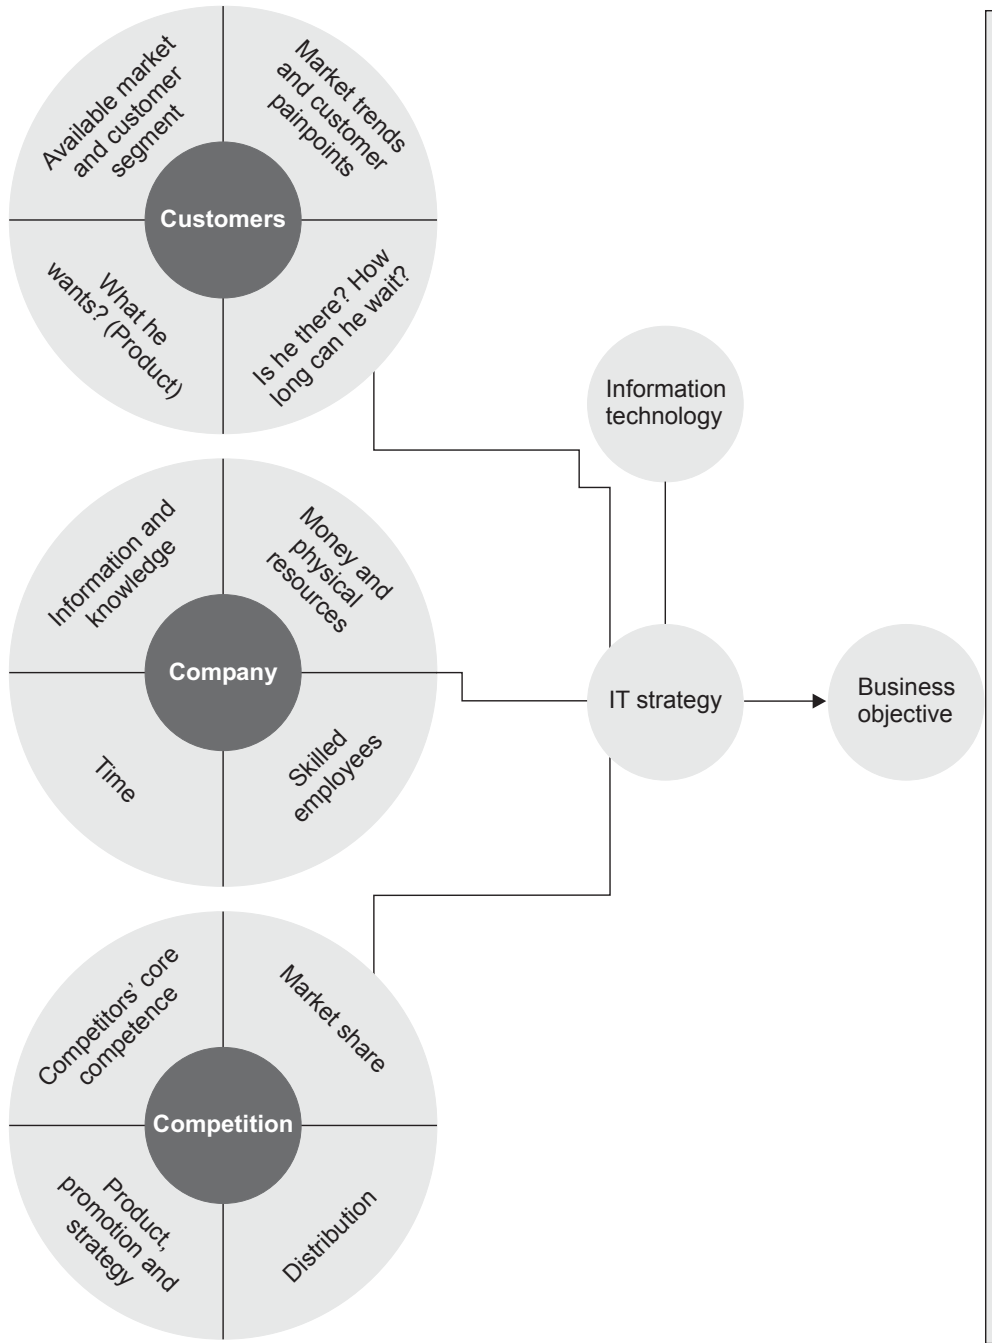 Available market
and customer
segment
Market trends
and customer
painpoints
Customers
What he
wants? (Product)
Is he there? How
long can he wait?
Information
technology
Information and
knowledge
Money and
physical
resources
Company
Time
Skilled
employees
IT strategy
Business
objective
Competitors’ core
competence
Market share
Competition
Product,
promotion and
strategy
Distribution